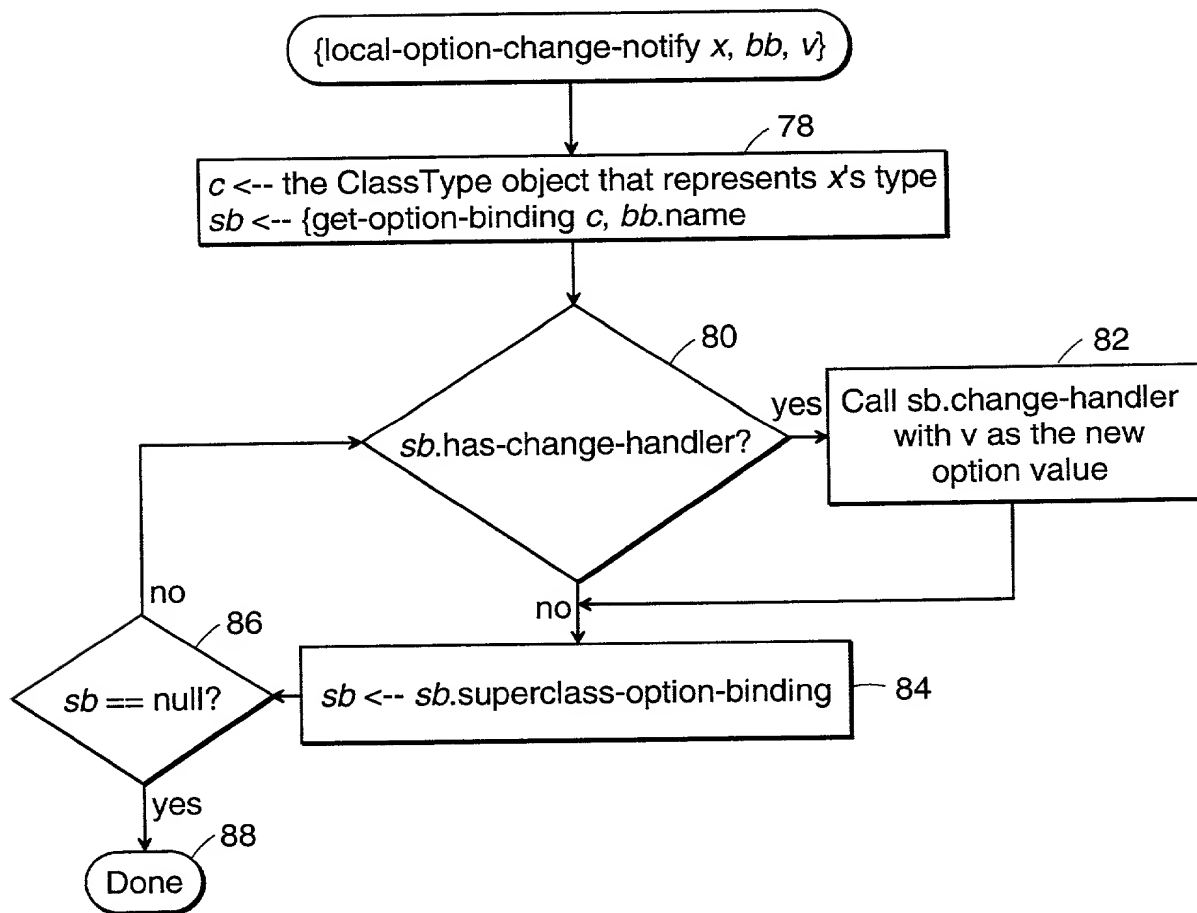 {local-option-change-notify x, bb, v}
78
c <-- the ClassType object that represents x's type
sb <-- {get-option-binding c, bb.name
80
82
sb.has-change-handler?
yes
Call sb.change-handler
with v as the new
option value
no
no
86
sb == null?
sb <-- sb.superclass-option-binding
84
yes
88
Done